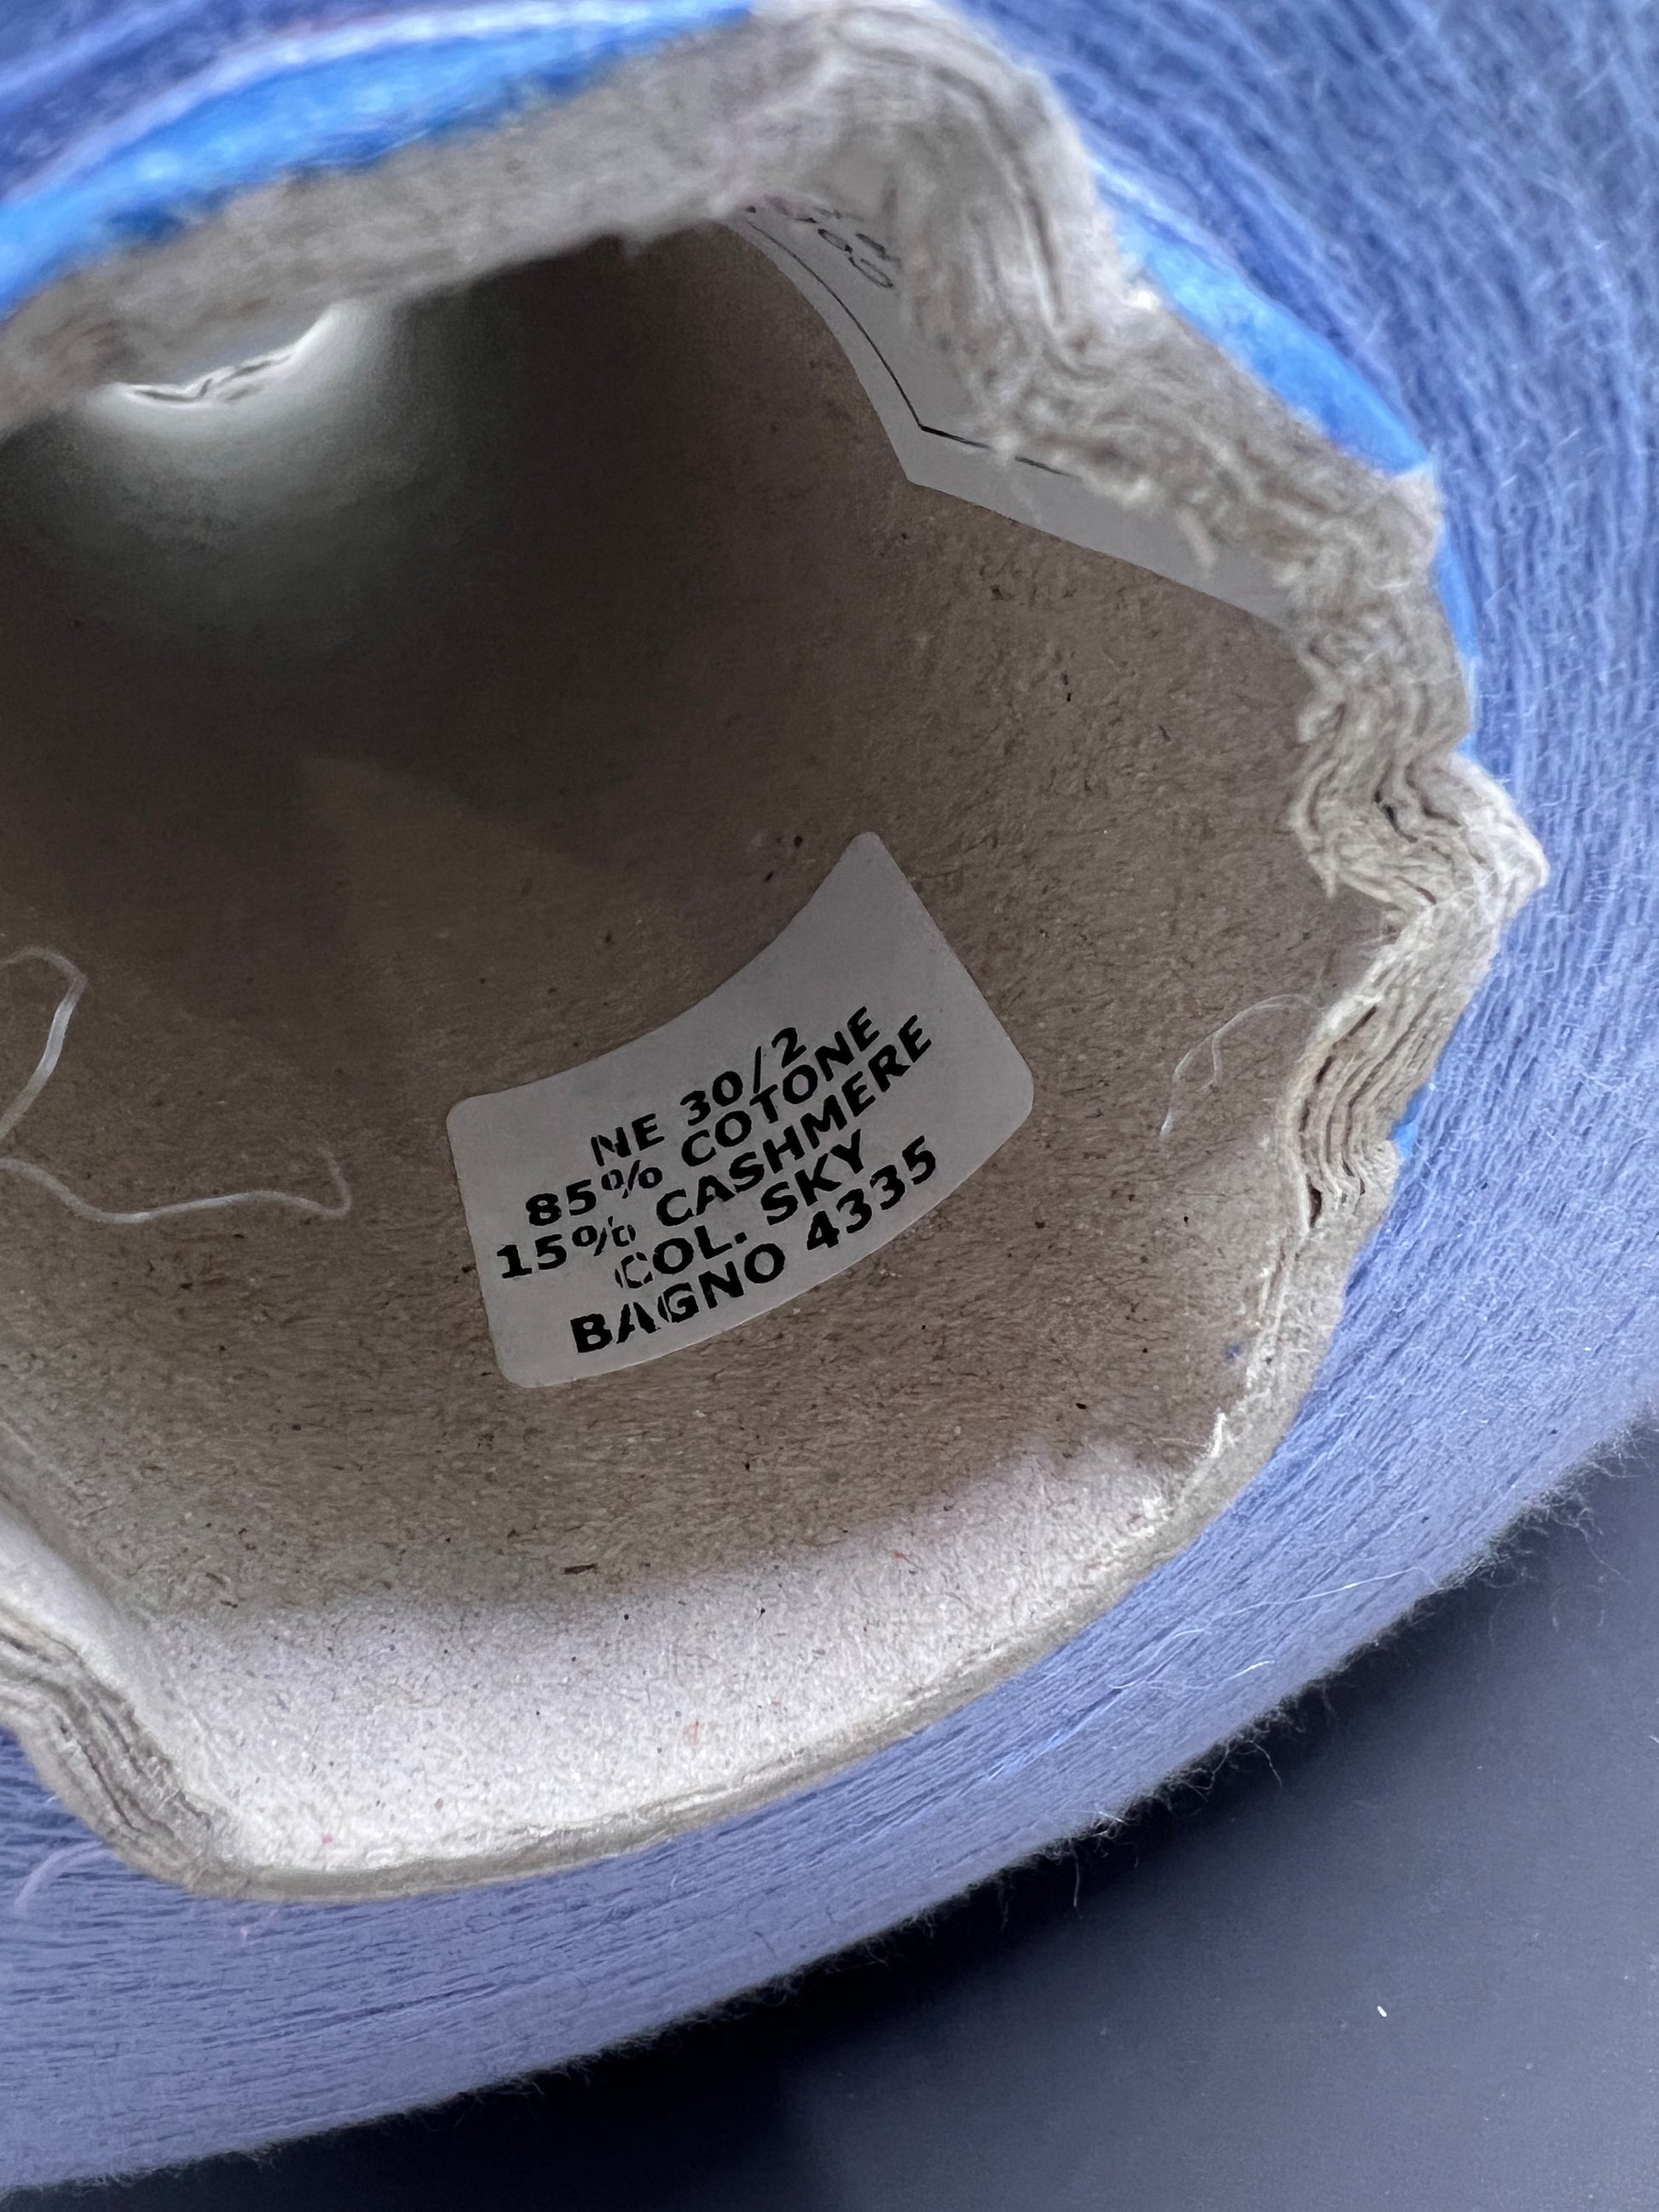 NE 30/2
85% COTONE
15% CASHMERE
COL. SKY
BAGNO 4335